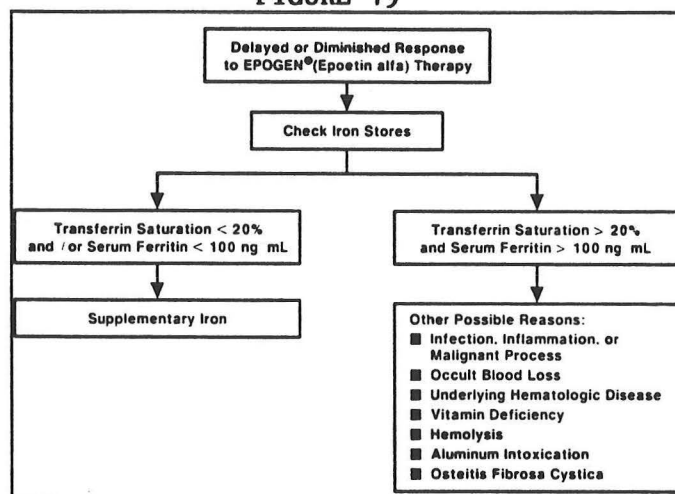 FIGURE 49
Delayed or Diminished Response
to EPOGEN®(Epoetin alfa) Therapy
Check Iron Stores
Transferrin Saturation < 20%
and / or Serum Ferritin < 100 ng mL
Transferrin Saturation > 20%
and Serum Ferritin > 100 ng mL
Supplementary Iron
Other Possible Reasons:
■ Infection, Inflammation, or
Malignant Process
■ Occult Blood Loss
■ Underlying Hematologic Disease
■ Vitamin Deficiency
■ Hemolysis
■ Aluminum Intoxication
■ Osteitis Fibrosa Cystica